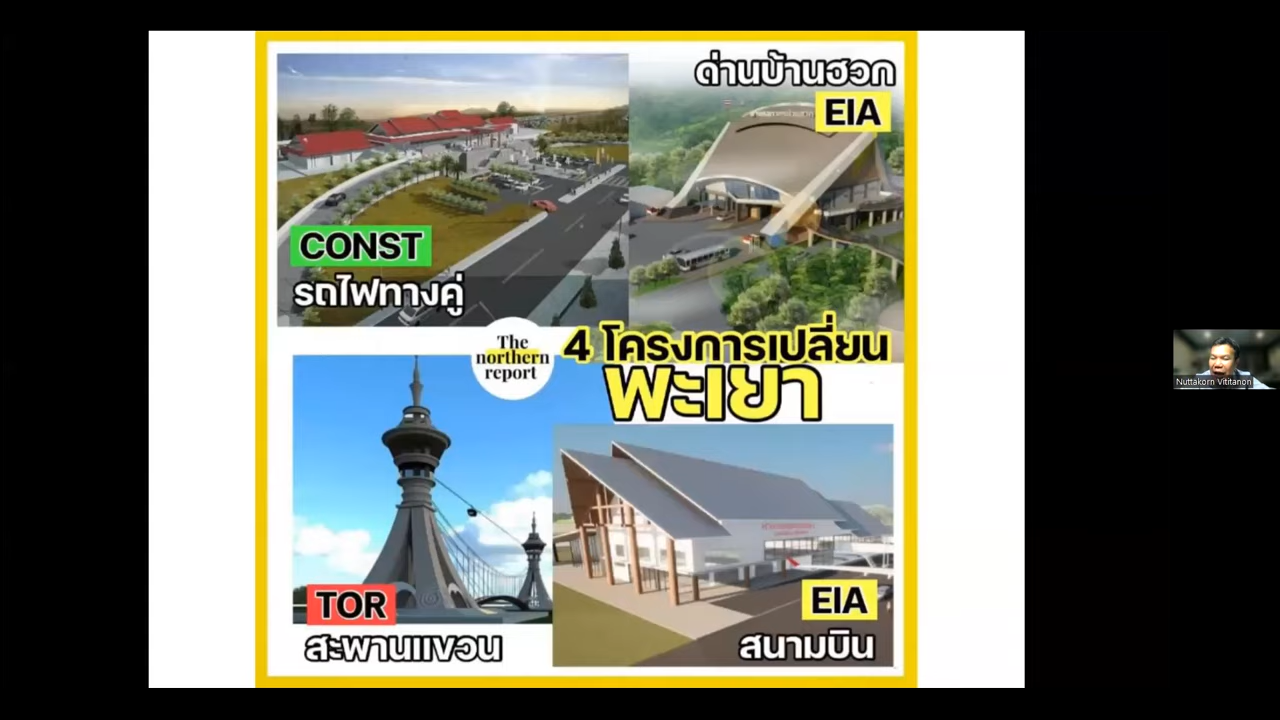 ด่านบ้านฮวก
EIA
CONST
รถไฟทางคู่
The
northern
report
4 โครงการเปลี่ยน
พะเยา
TOR
สะพานแขวน
EIA
สนามบิน
Nuttakorn Vititanon